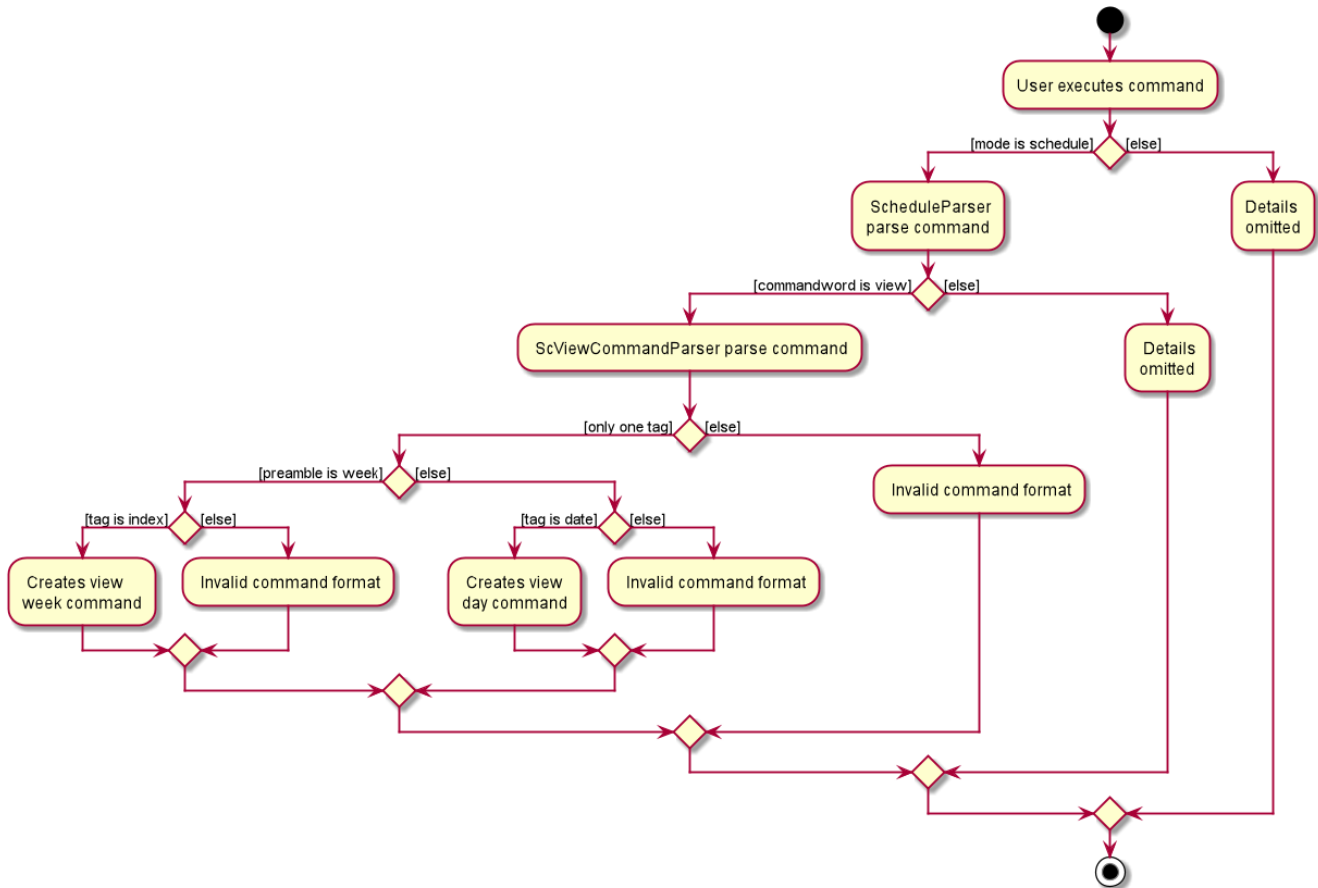 User executes command
[mode is schedule]
[else]
ScheduleParser
parse command
Details
omitted
[commandword is view]
[else]
ScViewCommandParser parse command
Details
omitted
[only one tag]
[else]
[preamble is week]
[else]
Invalid command format
[tag is index]
[else]
[tag is date]
[else]
Creates view
week command
Invalid command format
Creates view
day command
Invalid command format